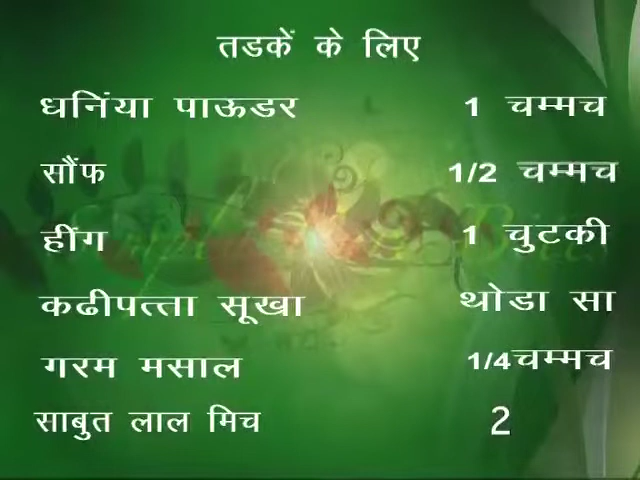 तडकें के लिए
धनिंया पाऊडर 1 चम्मच
सौंफ 1/2 चम्मच
हींग 1 चुटकी
कढीपत्ता सूखा थोडा सा
गरम मसाल 1/4चम्मच
साबुत लाल मिच 2